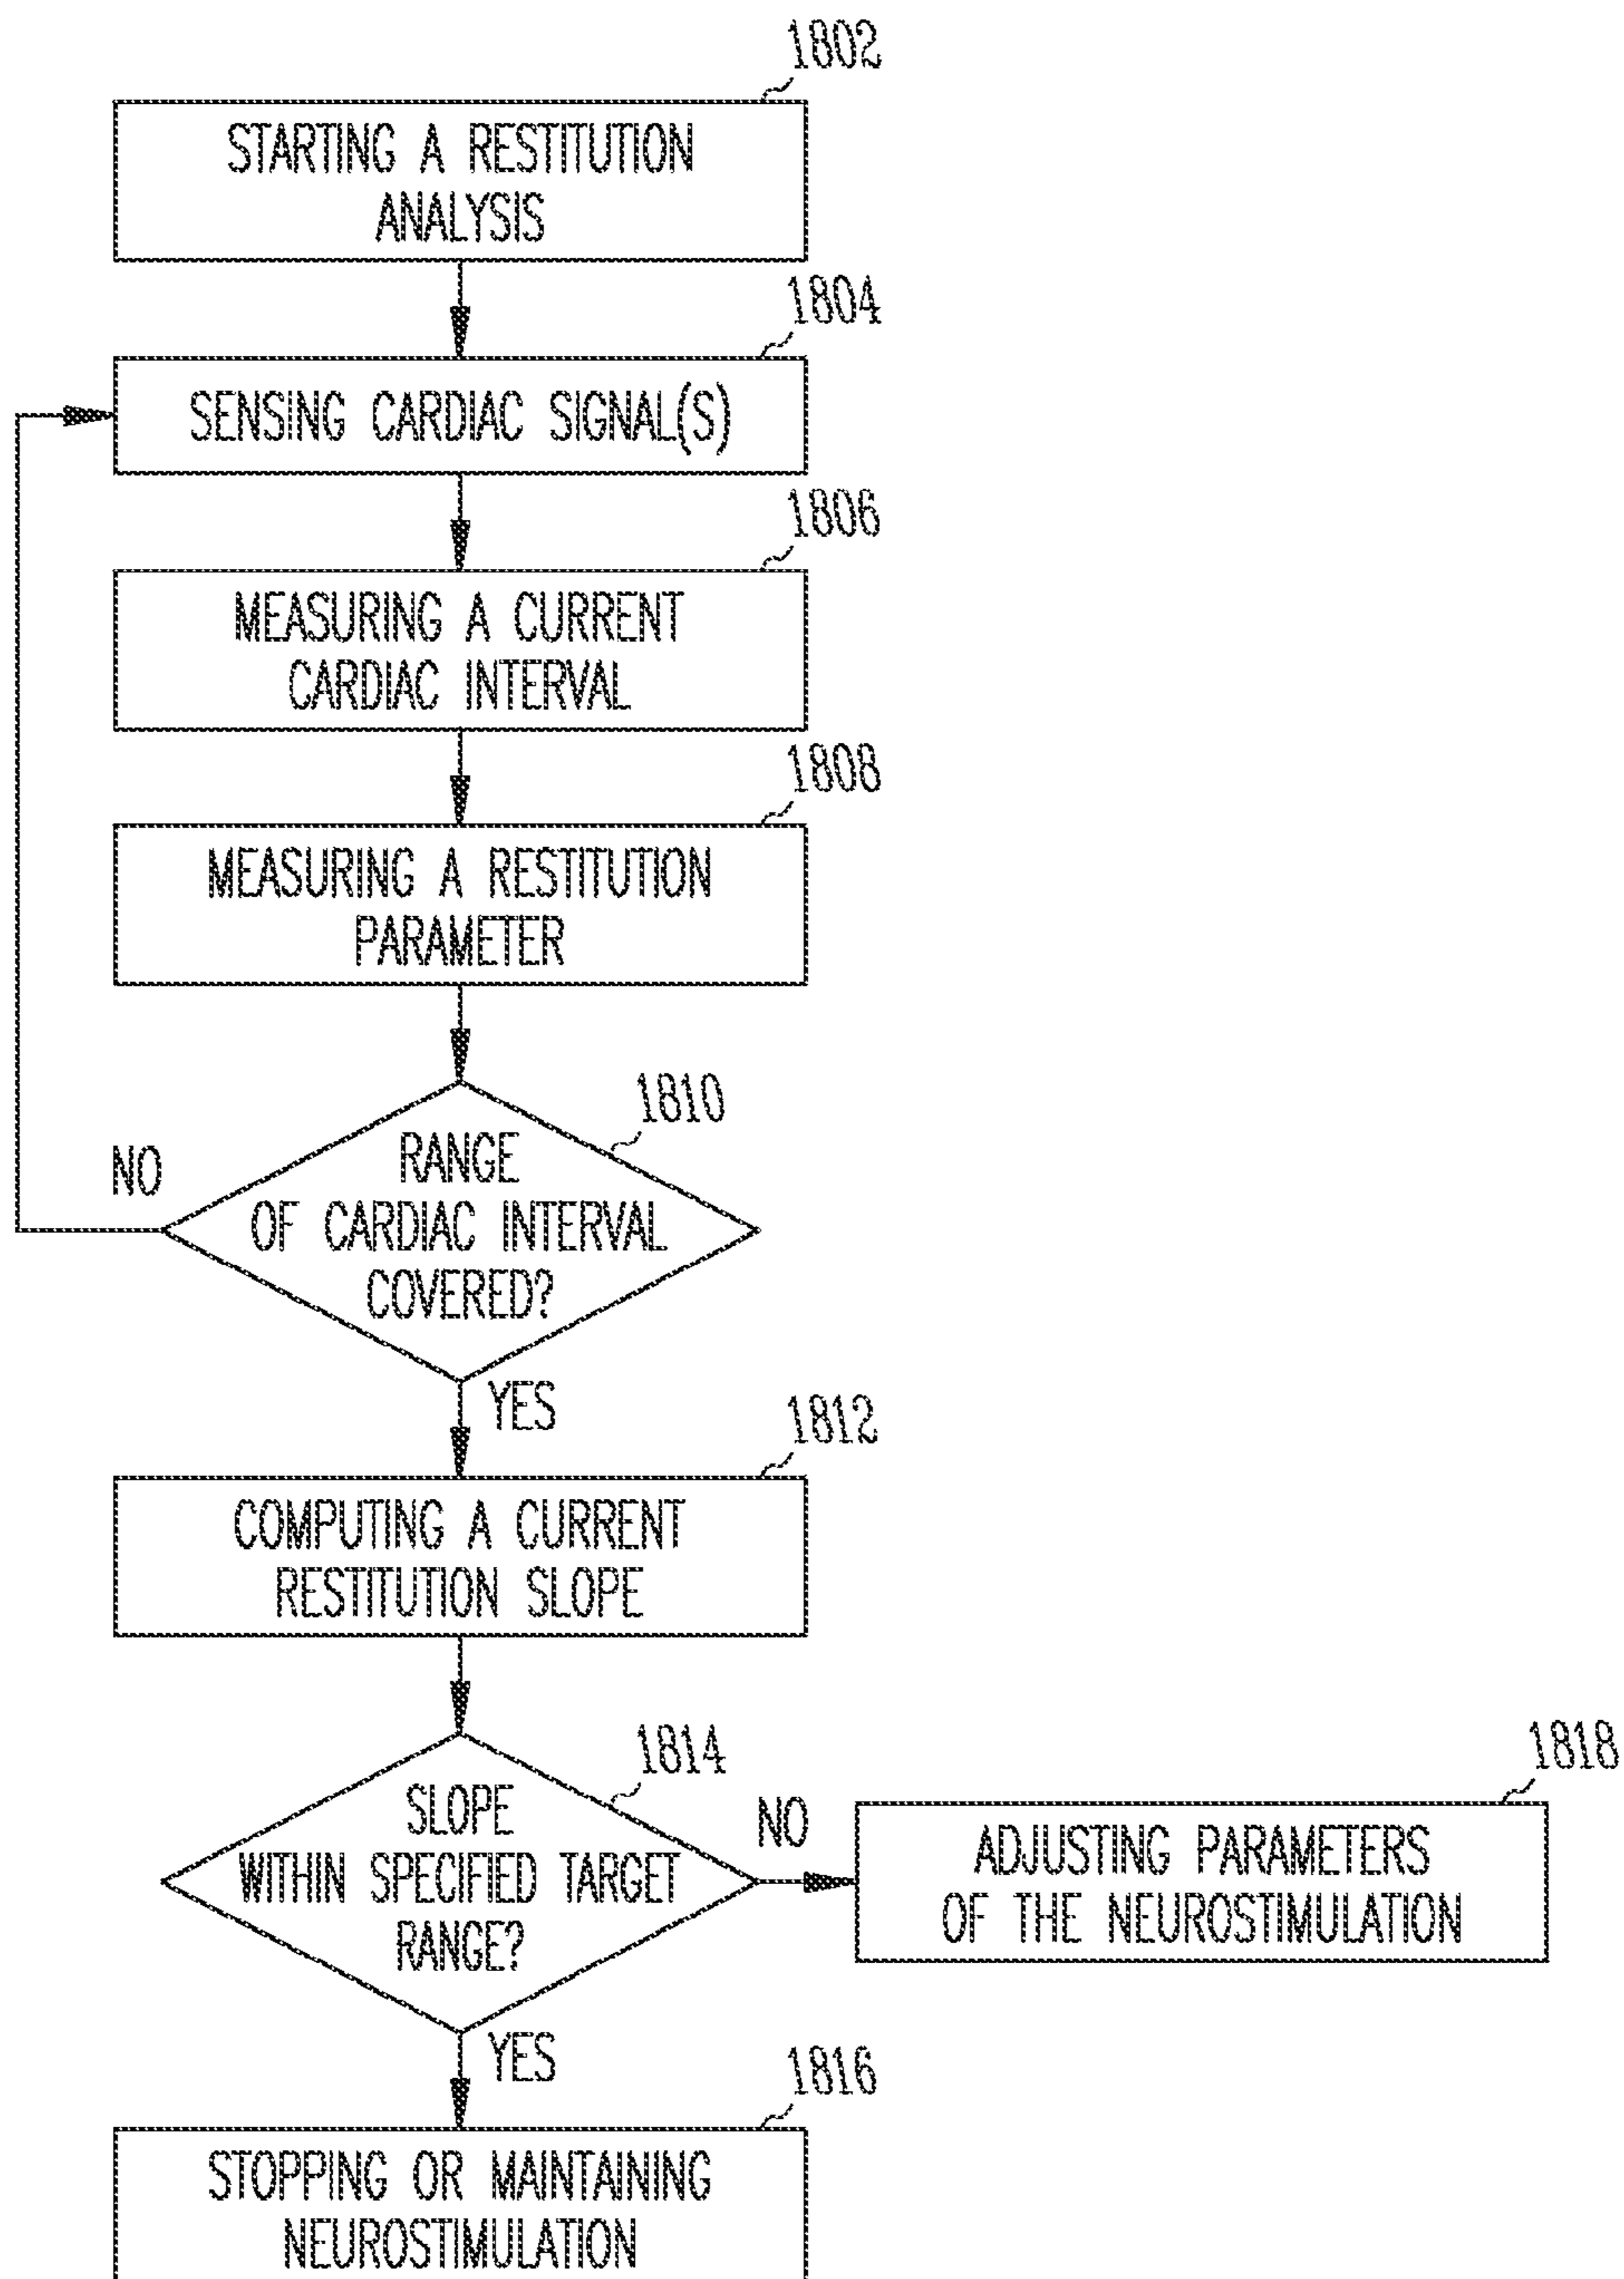 1802
STARTING A RESTITUTION
ANALYSIS
1804
SENSING CARDIAC SIGNAL(S)
1806
MEASURING A CURRENT
CARDIAC INTERVAL
1808
MEASURING A RESTITUTION
PARAMETER
1810
NO
RANGE
OF CARDIAC INTERVAL
COVERED?
YES
1812
COMPUTING A CURRENT
RESTITUTION SLOPE
1814
SLOPE
WITHIN SPECIFIED TARGET
RANGE?
NO
1818
ADJUSTING PARAMETERS
OF THE NEUROSTIMULATION
YES
1816
STOPPING OR MAINTAINING
NEUROSTIMULATION